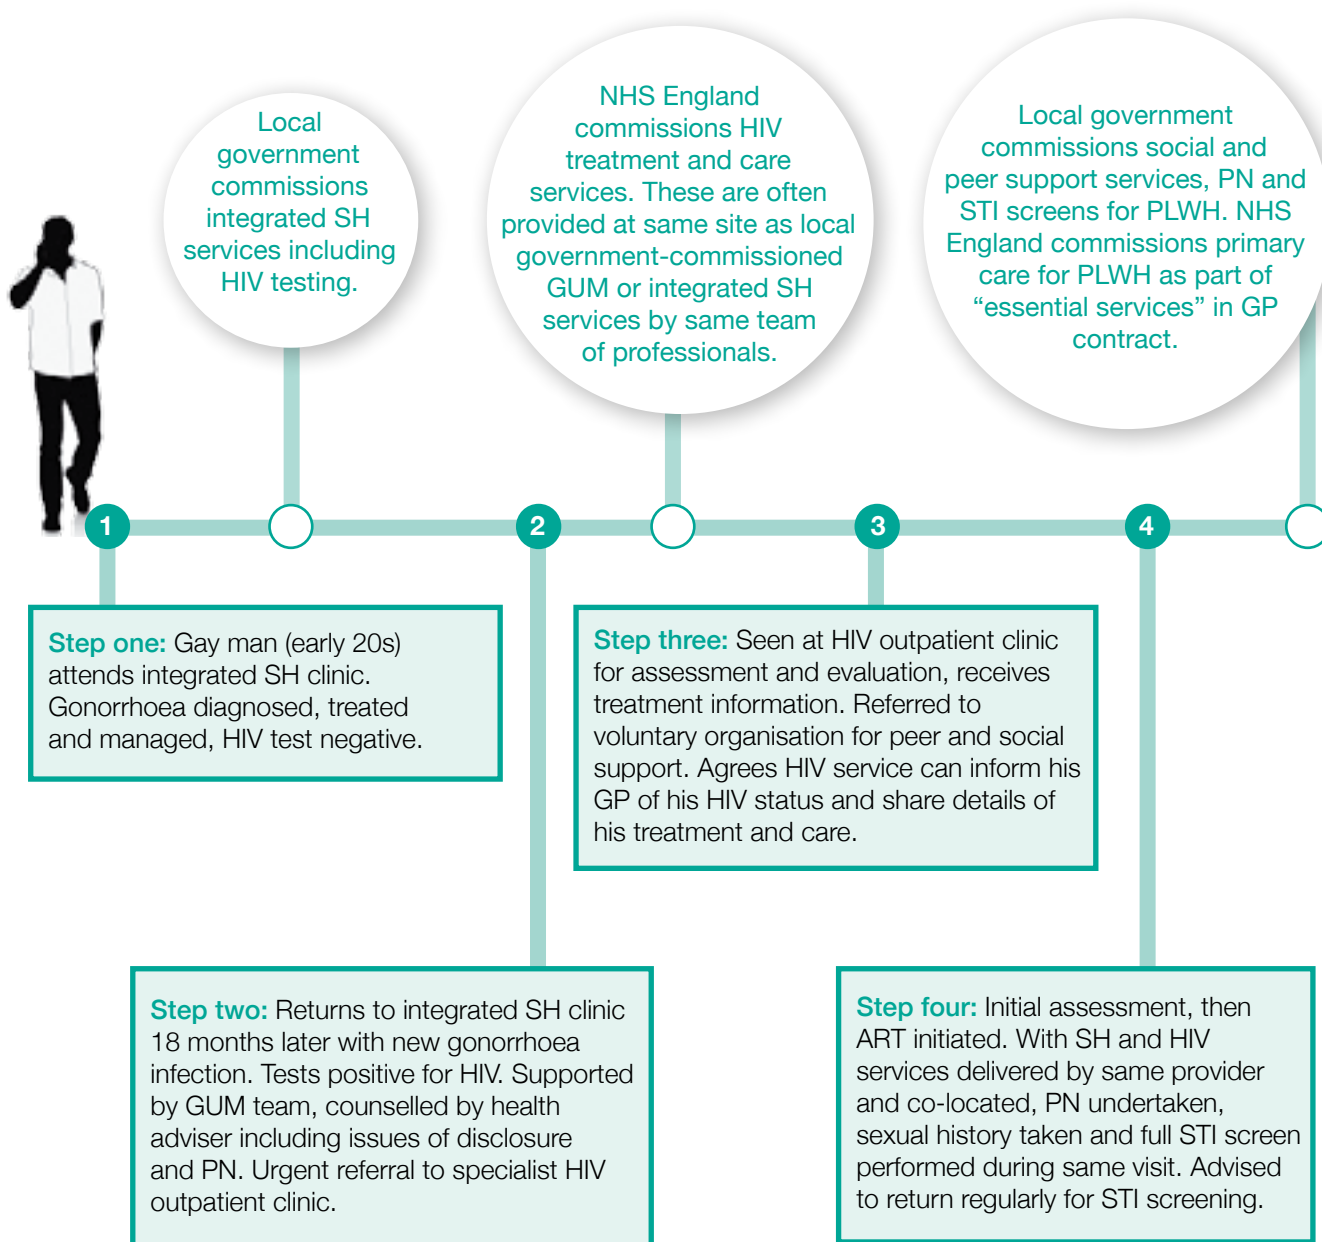 Local
government
commissions
integrated SH
services including
HIV testing.
NHS England
commissions HIV
treatment and care
services. These are often
provided at same site as local
government-commissioned
GUM or integrated SH
services by same team
of professionals.
Local government
commissions social and
peer support services, PN and
STI screens for PLWH. NHS
England commissions primary
care for PLWH as part of
“essential services” in GP
contract.
1
2
3
4
Step one: Gay man (early 20s)
attends integrated SH clinic.
Gonorrhoea diagnosed, treated
and managed, HIV test negative.
Step three: Seen at HIV outpatient clinic
for assessment and evaluation, receives
treatment information. Referred to
voluntary organisation for peer and social
support. Agrees HIV service can inform his
GP of his HIV status and share details of
his treatment and care.
Step two: Returns to integrated SH clinic
18 months later with new gonorrhoea
infection. Tests positive for HIV. Supported
by GUM team, counselled by health
adviser including issues of disclosure
and PN. Urgent referral to specialist HIV
outpatient clinic.
Step four: Initial assessment, then
ART initiated. With SH and HIV
services delivered by same provider
and co-located, PN undertaken,
sexual history taken and full STI screen
performed during same visit. Advised
to return regularly for STI screening.